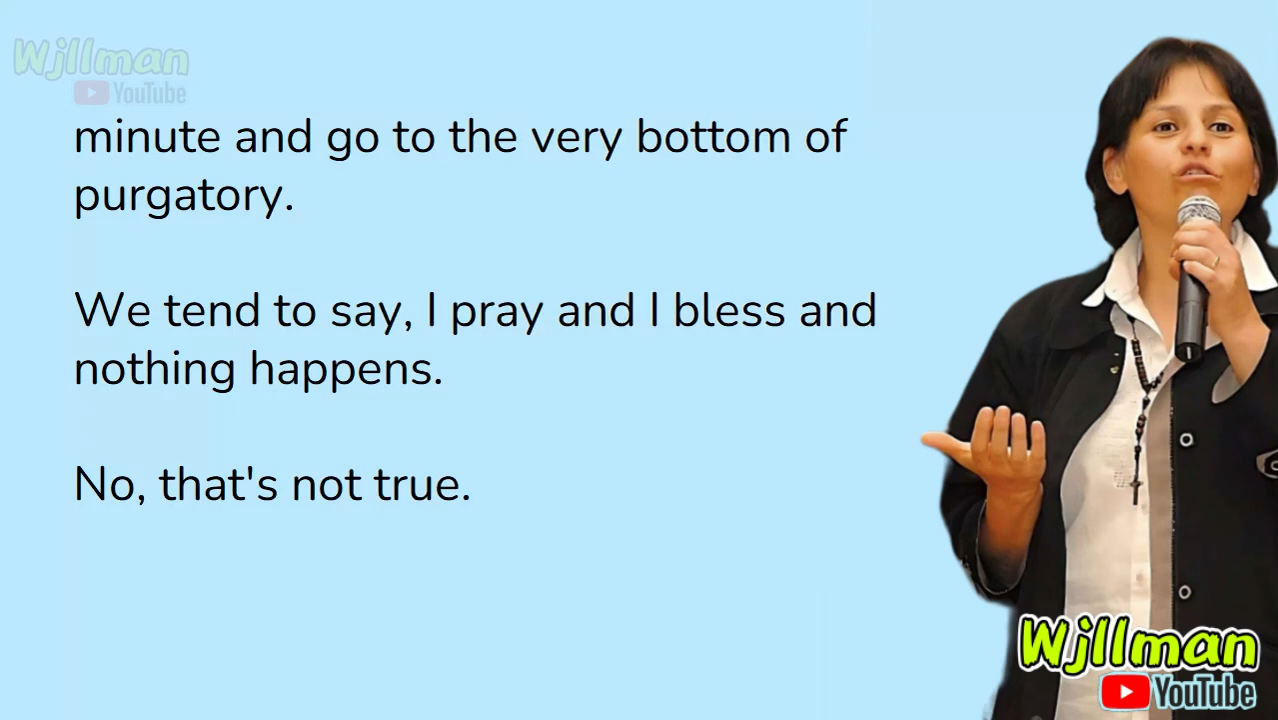 Wjllman
YouTube
minute and go to the very bottom of
purgatory.
We tend to say, I pray and I bless and
nothing happens.
No, that's not true.
Wjllman
YouTube